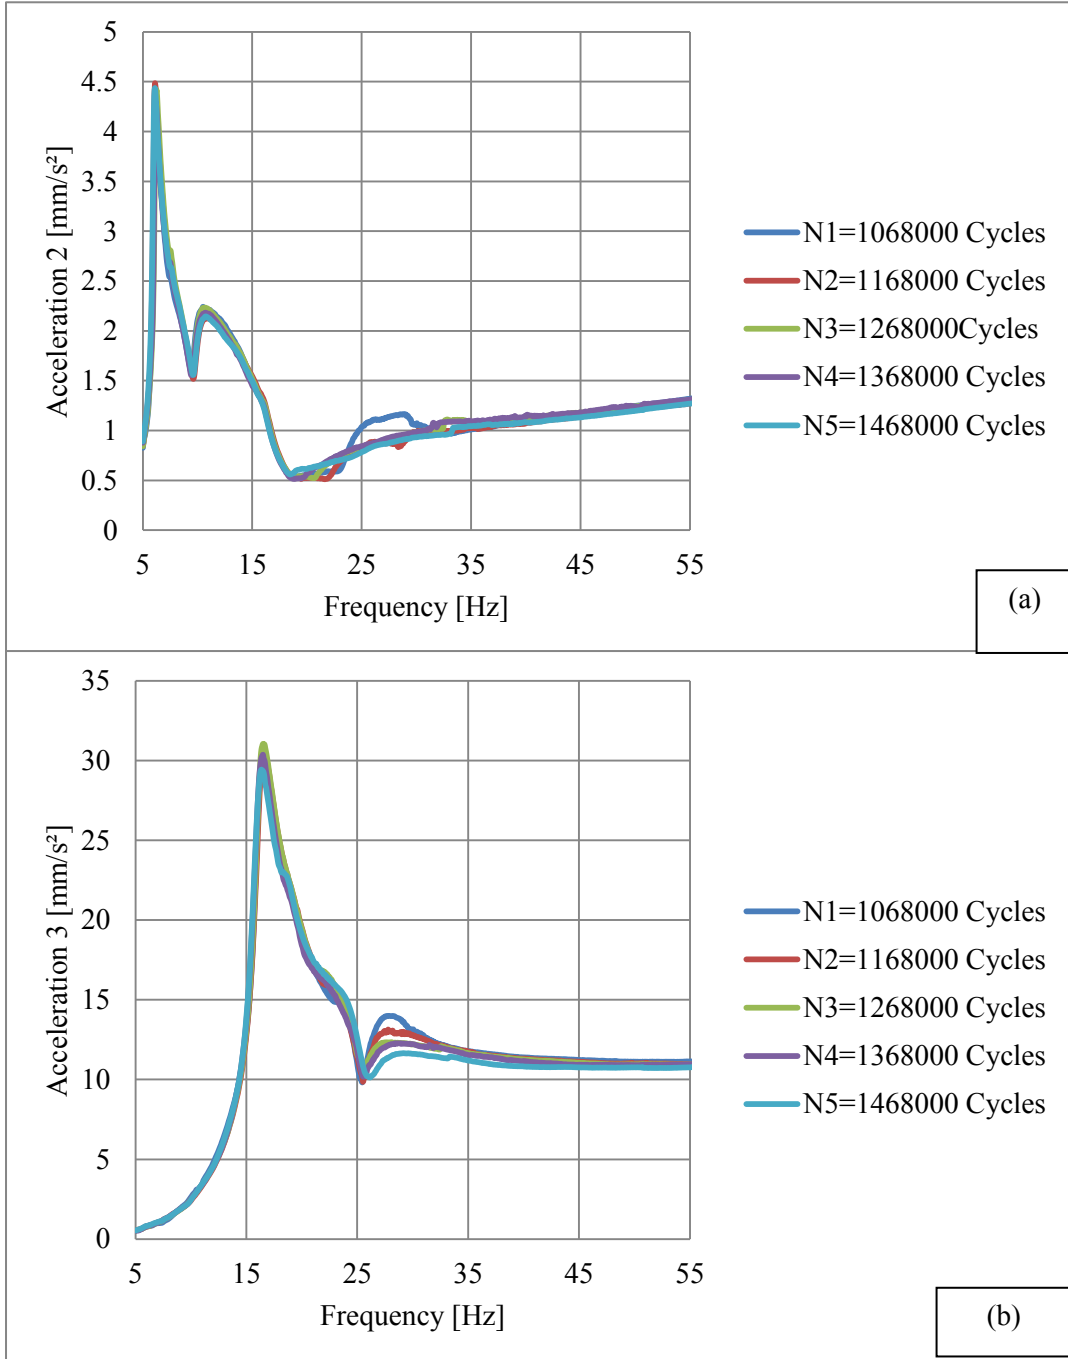 5
4.5
4
3.5
3
2.5
2
1.5
1
0.5
0
Acceleration 2 [mm/s²]
5 15 25 35 45 55
Frequency [Hz]
N1=1068000 Cycles
N2=1168000 Cycles
N3=1268000Cycles
N4=1368000 Cycles
N5=1468000 Cycles
(a)
35
30
25
20
15
10
5
0
Acceleration 3 [mm/s²]
5 15 25 35 45 55
Frequency [Hz]
N1=1068000 Cycles
N2=1168000 Cycles
N3=1268000 Cycles
N4=1368000 Cycles
N5=1468000 Cycles
(b)